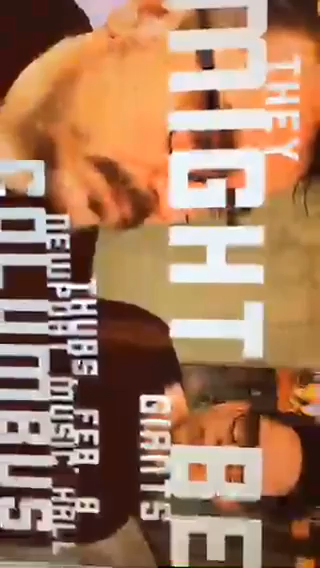 THEY
MIGHT BE
GIANTS
THURS FEB. 8
NEWPORT MUSIC HALL
COLUMBUS